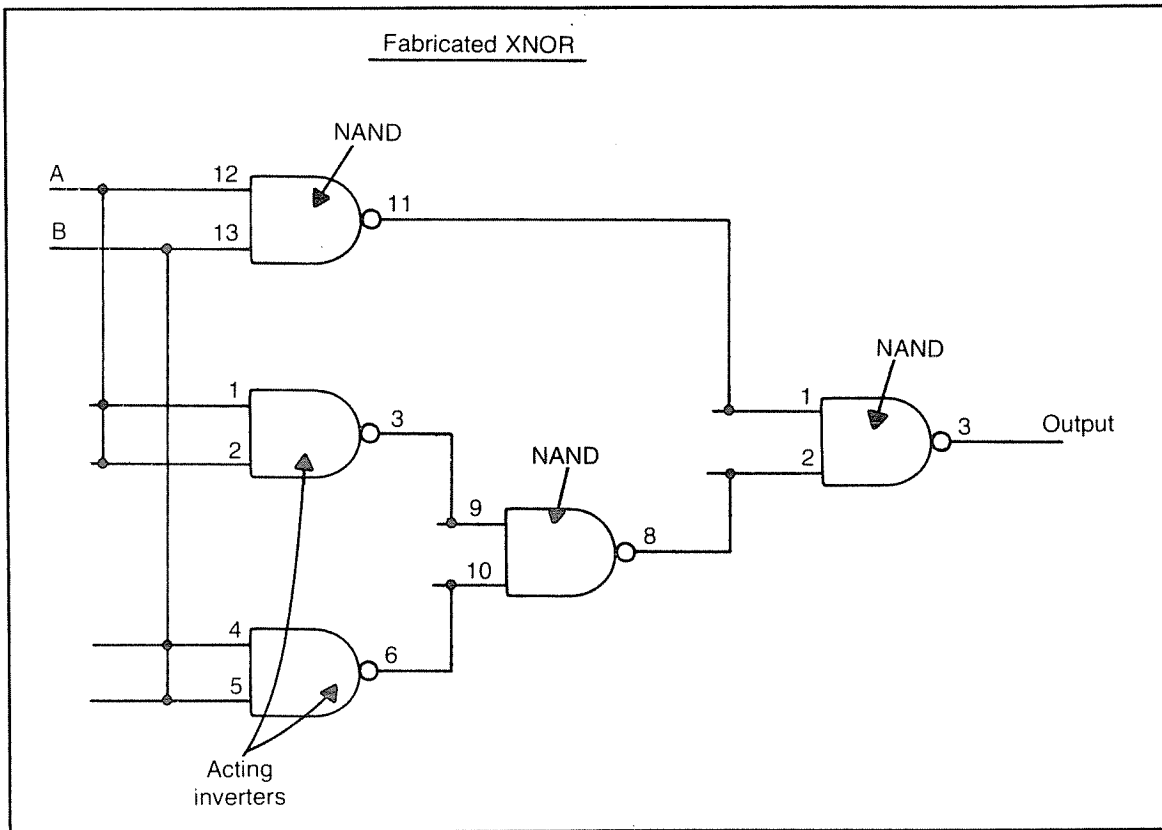 Fabricated XNOR
NAND
A
12
11
B
13
NAND
1
3
1
3
Output
2
NAND
2
9
8
10
4
6
5
Acting
inverters